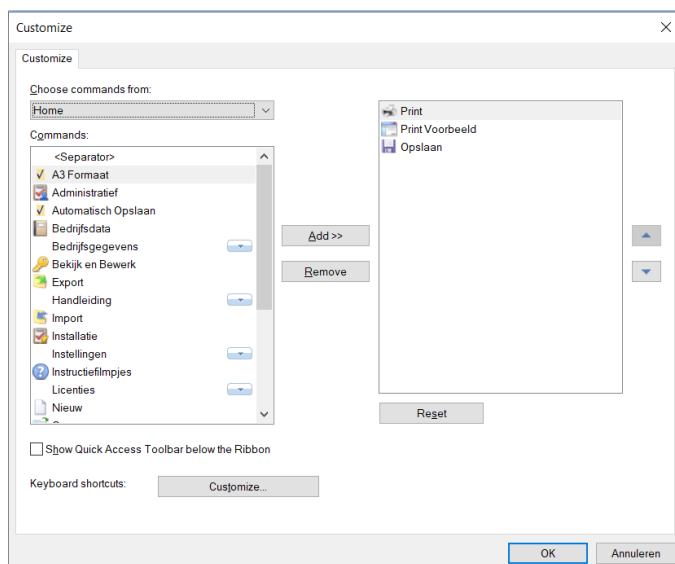 Customize
Customize
Choose commands from:
Home
Commands:
<Separator>
A3 Formaat
Administratief
Automatisch Opslaan
Bedrijfsdata
Bedrijfsgegevens
Bekijk en Bewerk
Export
Handleiding
Import
Installatie
Instellingen
Instructiefilmpjes
Licenties
Nieuw
Add >>
Remove
Print
Print Voorbeeld
Opslaan
Reset
Show Quick Access Toolbar below the Ribbon
Keyboard shortcuts:
Customize...
OK
Annuleren